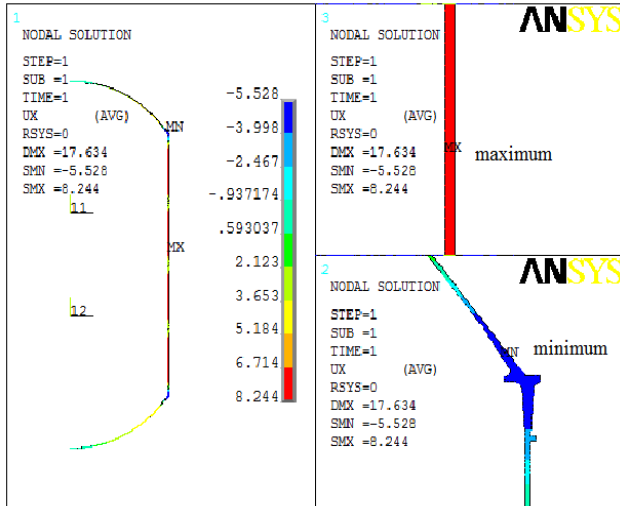 1
NODAL SOLUTION
STEP=1
SUB =1
TIME=1
UX (AVG)
RSYS=0
DMX =17.634
SMN =-5.528
SMX =8.244
MN
MX
11
12
-5.528
-3.998
-2.467
-.937174
.593037
2.123
3.653
5.184
6.714
8.244
3
ANSYS
NODAL SOLUTION
STEP=1
SUB =1
TIME=1
UX (AVG)
RSYS=0
DMX =17.634
SMN =-5.528
SMX =8.244
MX
maximum
2
ANSYS
NODAL SOLUTION
STEP=1
SUB =1
TIME=1
UX (AVG)
RSYS=0
DMX =17.634
SMN =-5.528
SMX =8.244
MN
minimum